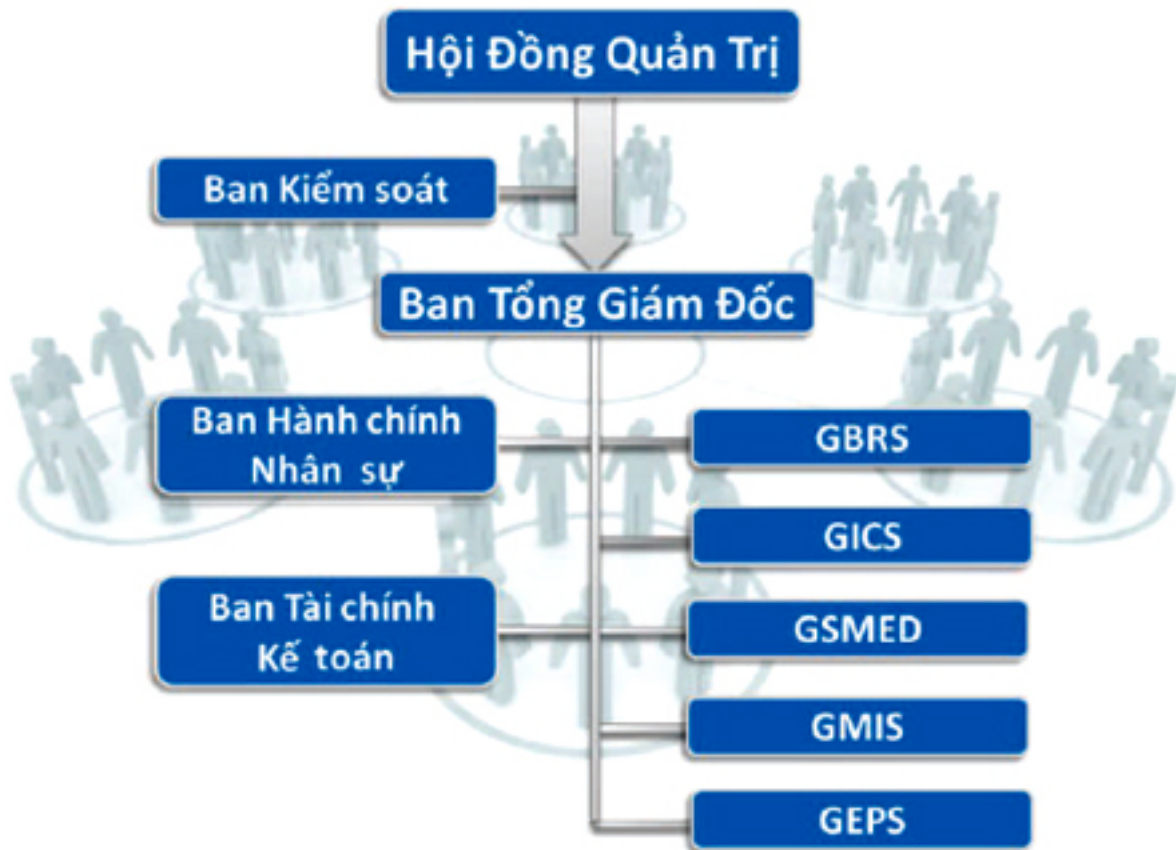 Hội Đồng Quản Trị
Ban Kiểm soát
Ban Tổng Giám Đốc
Ban Hành chính
Nhân sự
GBRS
GICS
Ban Tài chính
Kế toán
GSMED
GMIS
GEPS